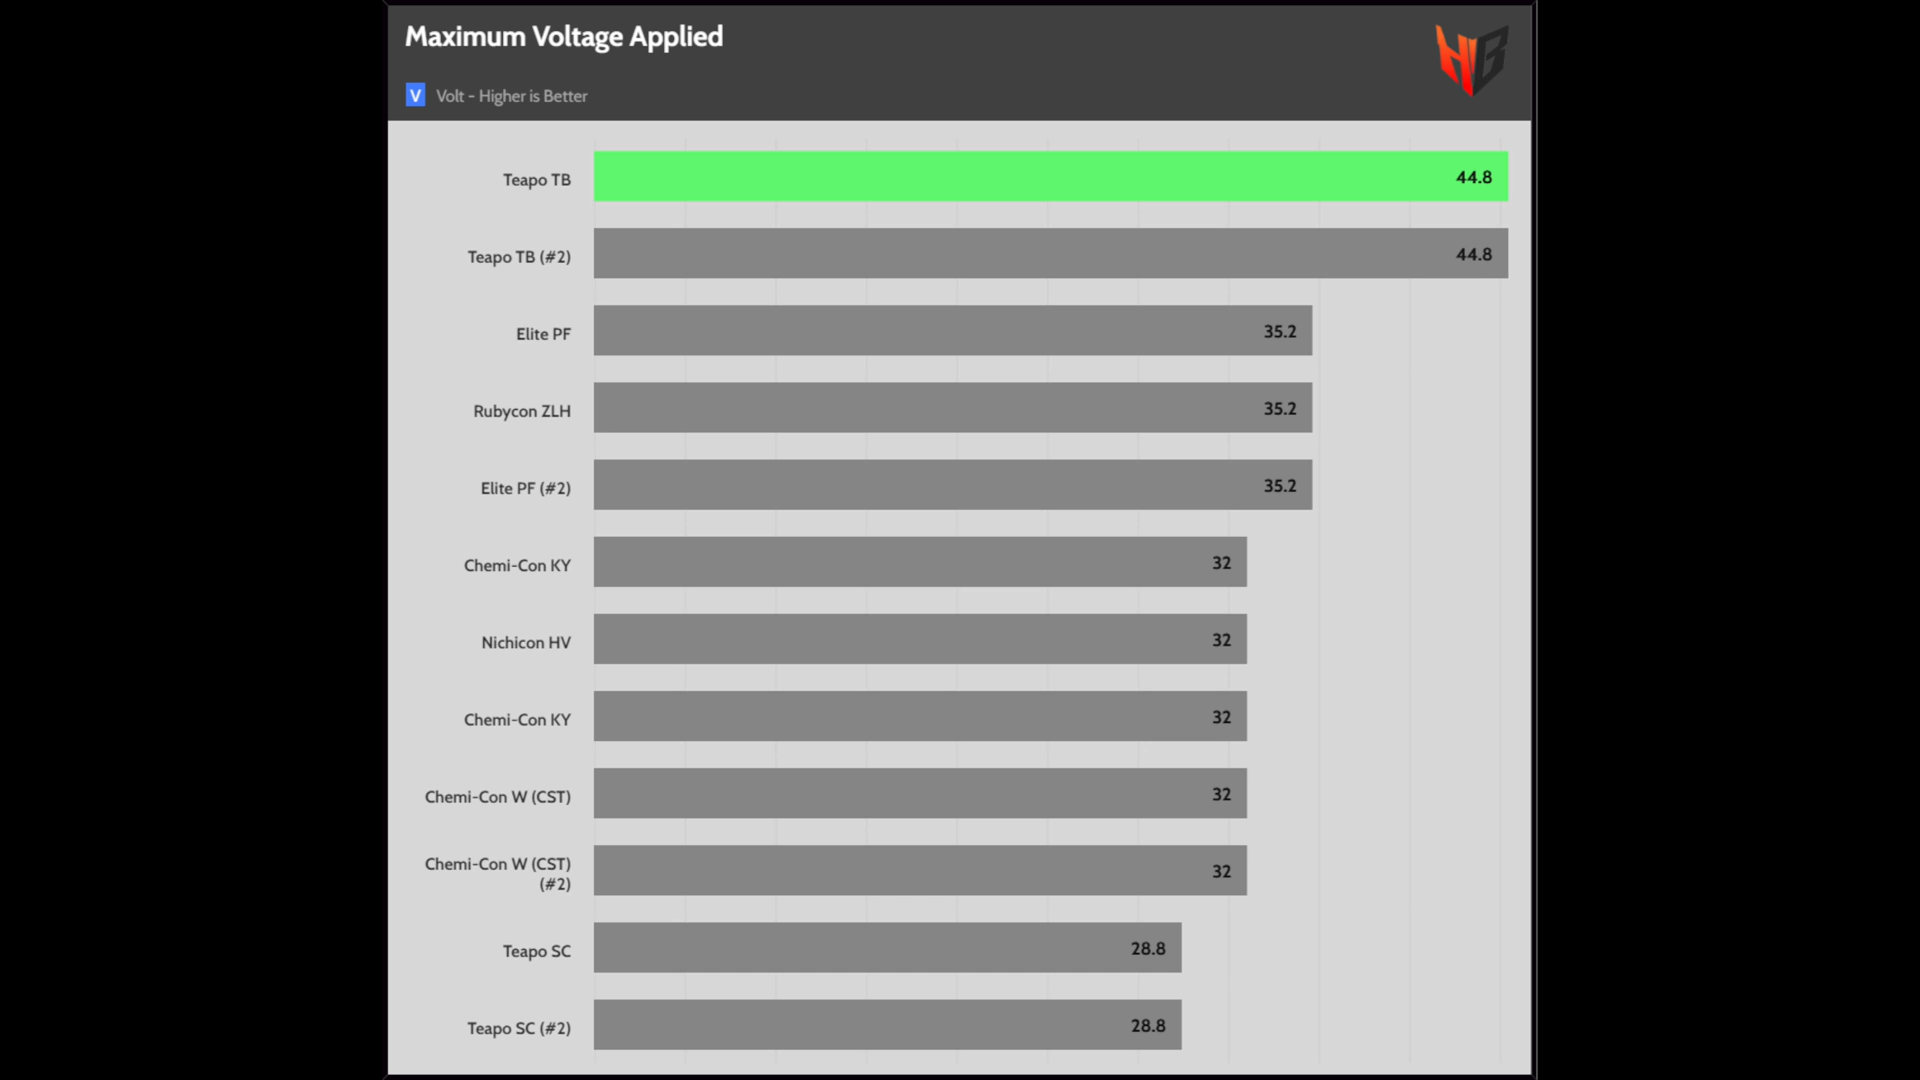 Maximum Voltage Applied
HB
V Volt - Higher is Better
Teapo TB 44.8
Teapo TB (#2) 44.8
Elite PF 35.2
Rubycon ZLH 35.2
Elite PF (#2) 35.2
Chemi-Con KY 32
Nichicon HV 32
Chemi-Con KY 32
Chemi-Con W (CST) 32
Chemi-Con W (CST)
(#2) 32
Teapo SC 28.8
Teapo SC (#2) 28.8